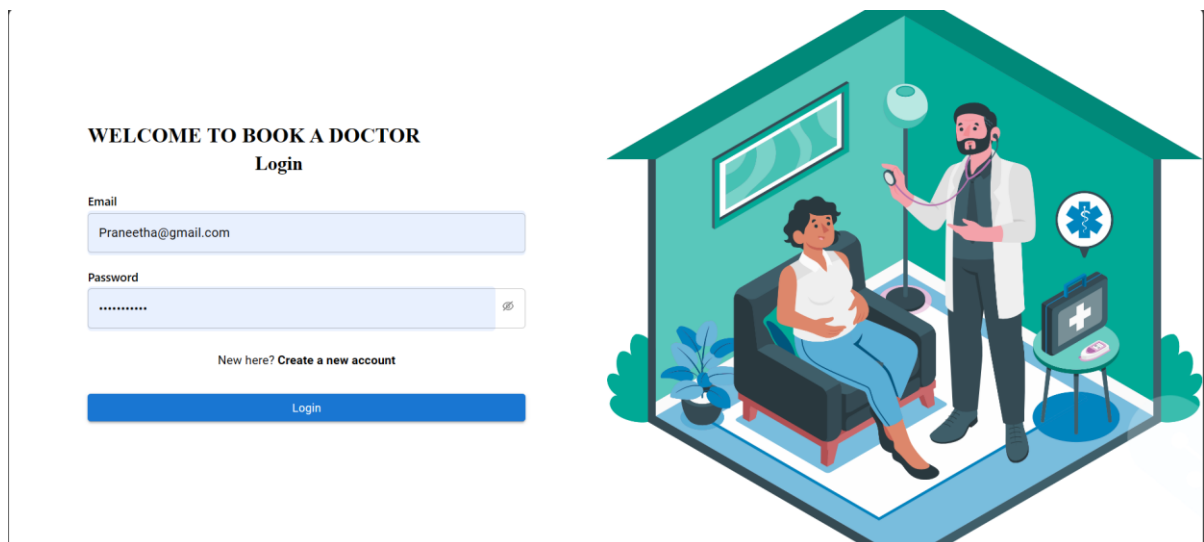 WELCOME TO BOOK A DOCTOR
Login
Email
Praneetha@gmail.com
Password
•••••••••••
New here? Create a new account
Login